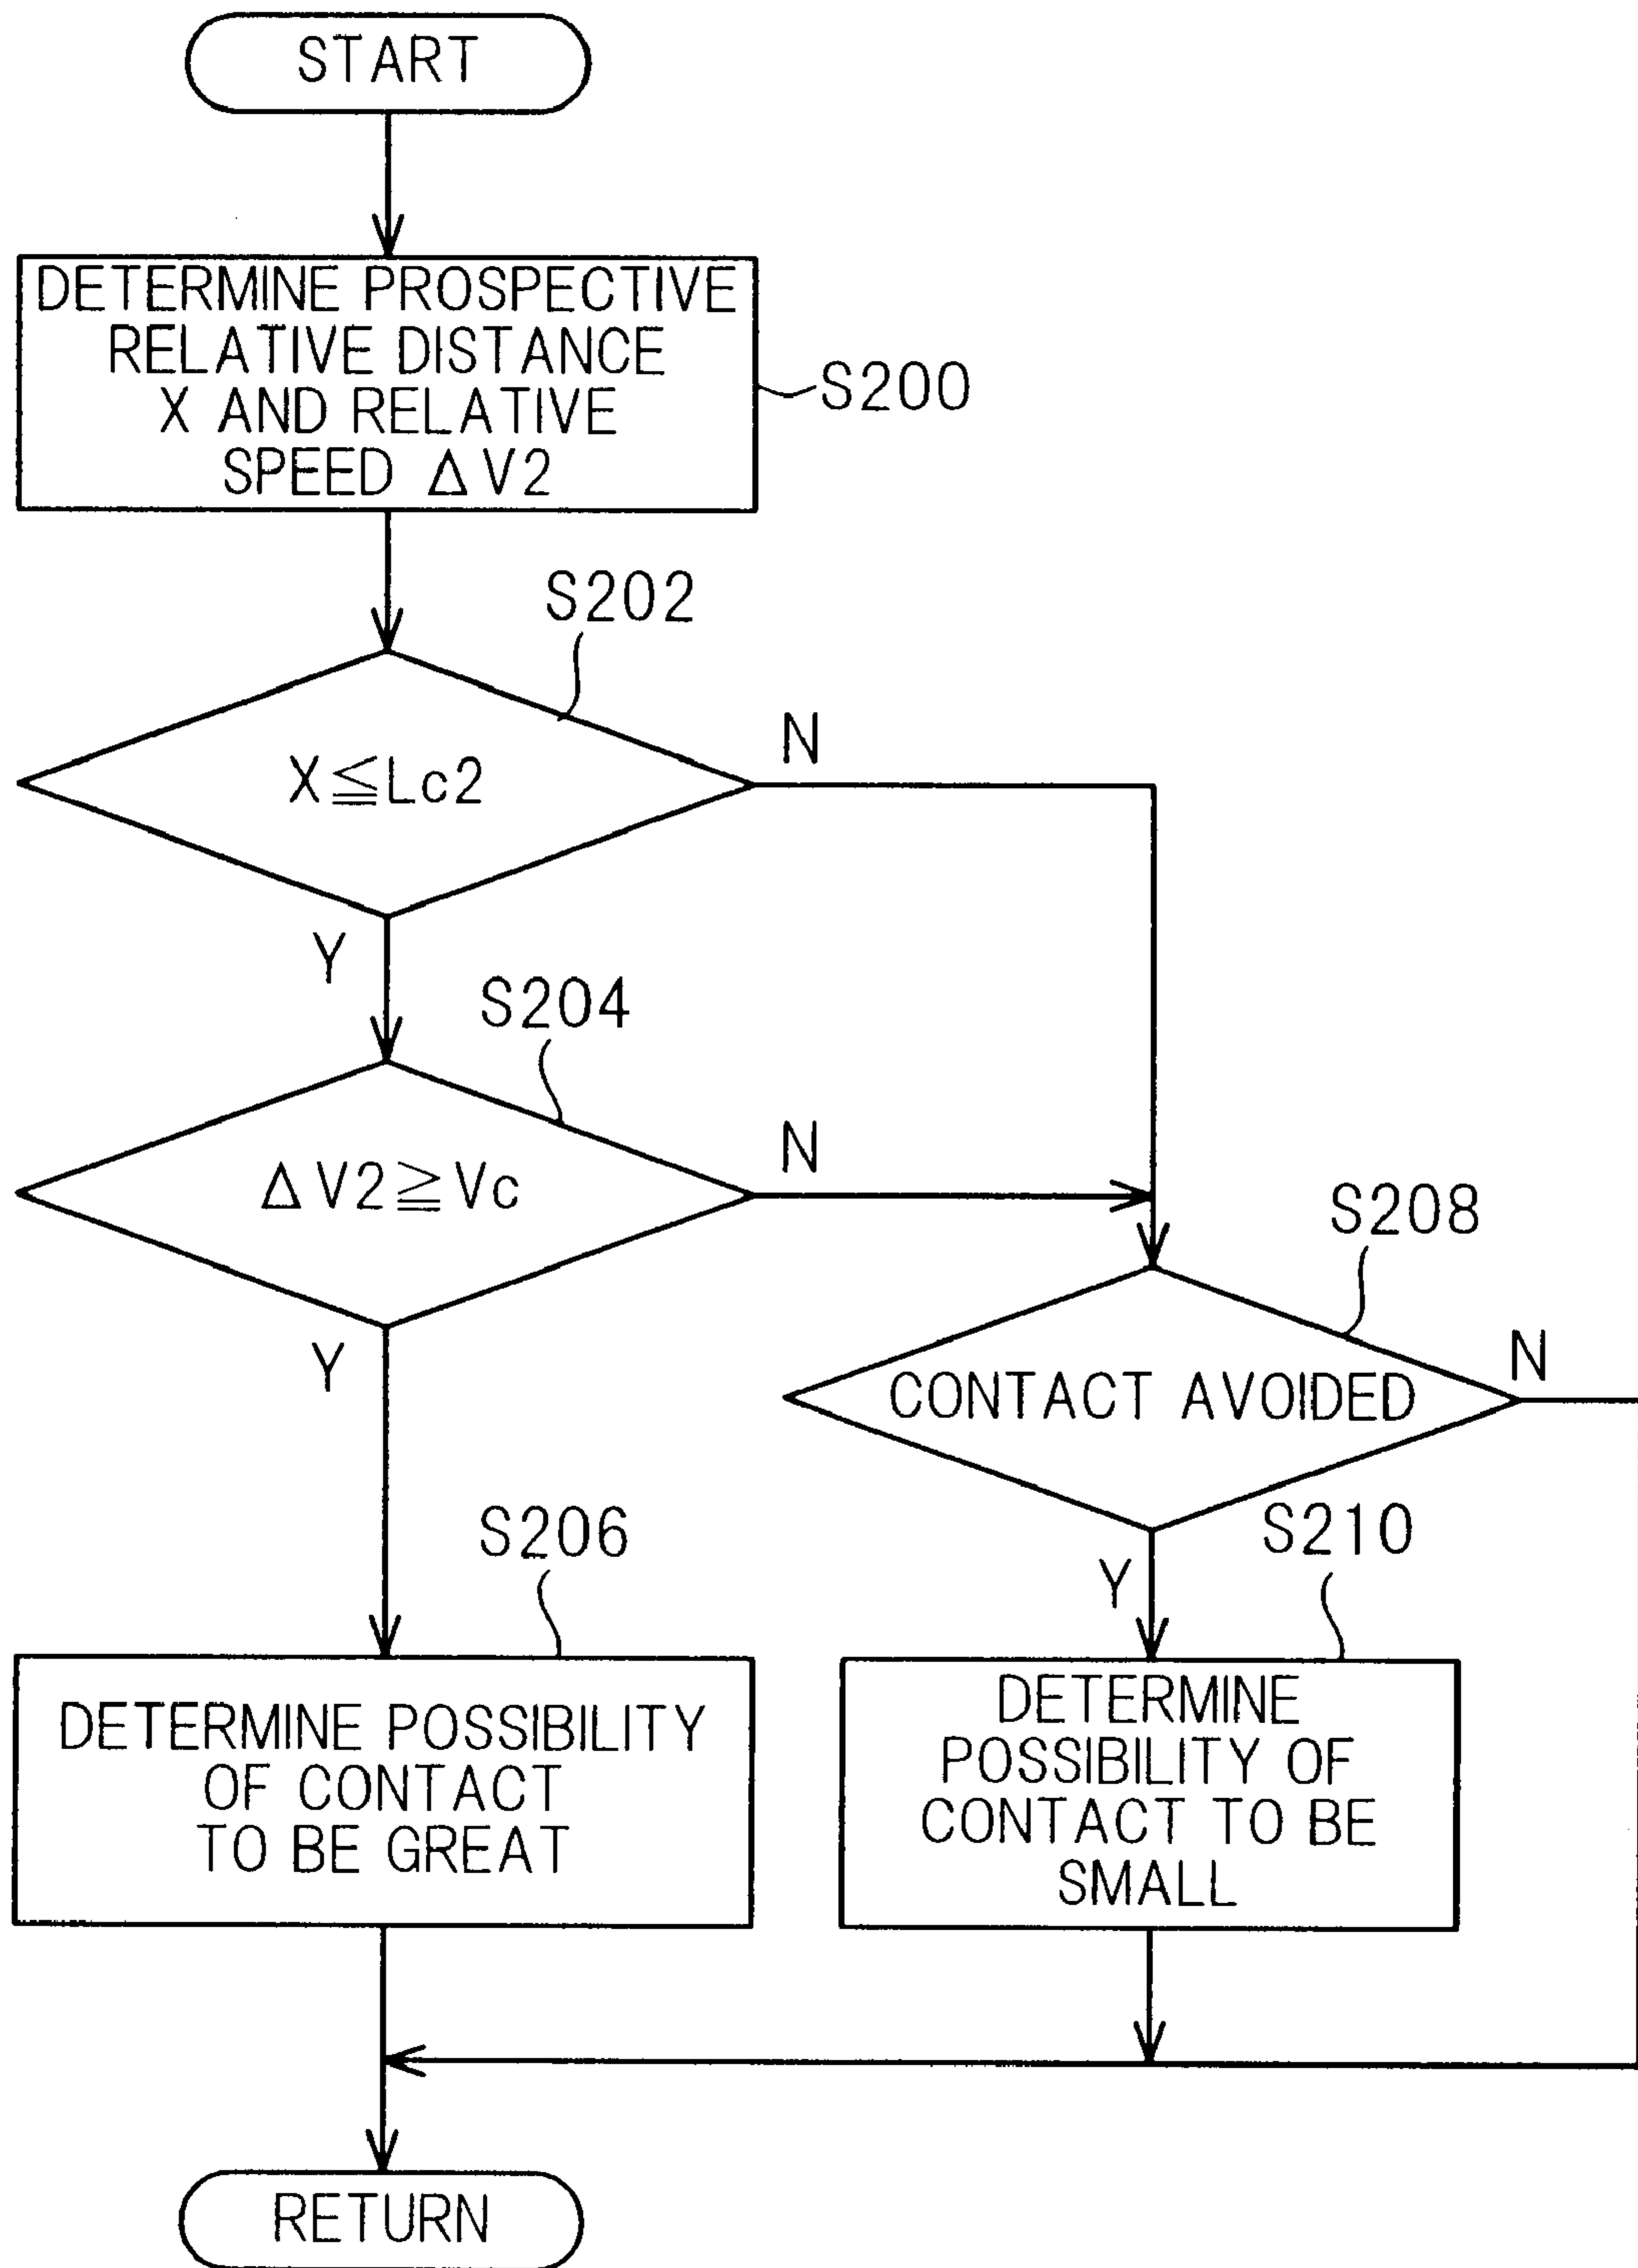 START
DETERMINE PROSPECTIVE
RELATIVE DISTANCE
X AND RELATIVE
SPEED ΔV2
S200
S202
X≦Lc2
N
Y
S204
ΔV2≧Vc
N
Y
S208
CONTACT AVOIDED
N
Y
S206
DETERMINE POSSIBILITY
OF CONTACT
TO BE GREAT
S210
DETERMINE
POSSIBILITY OF
CONTACT TO BE
SMALL
RETURN